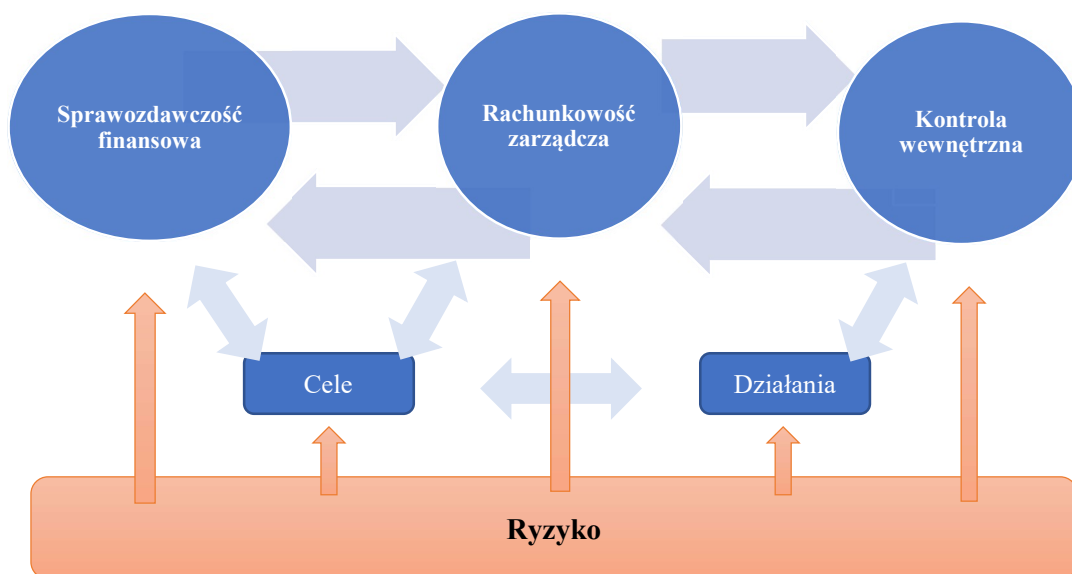 Sprawozdawczość
finansowa
Rachunkowość
zarządcza
Kontrola
wewnętrzna
Cele
Działania
Ryzyko